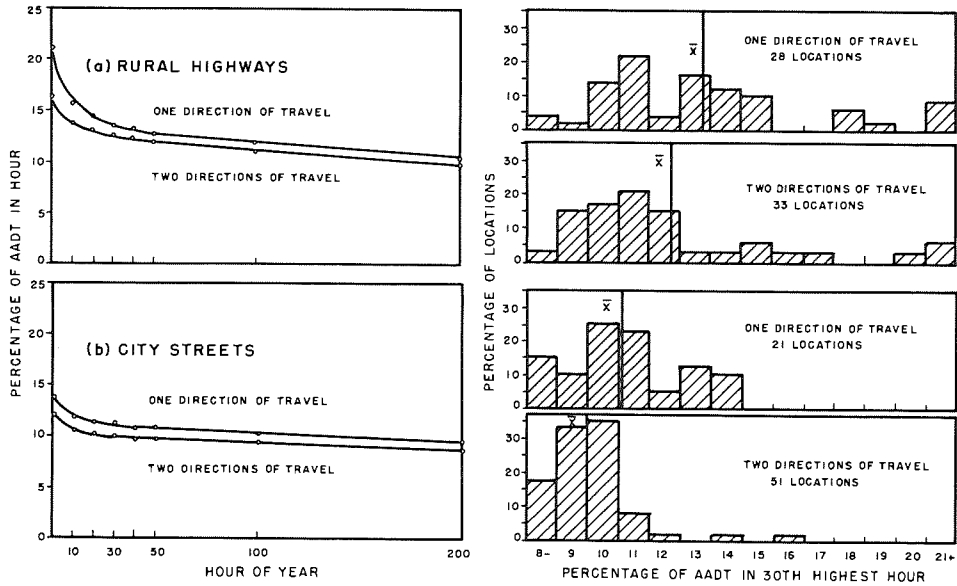 PERCENTAGE OF AADT IN HOUR
25
20
15
10
5
0
(a) RURAL HIGHWAYS
ONE DIRECTION OF TRAVEL
TWO DIRECTIONS OF TRAVEL
25
20
15
10
5
0
(b) CITY STREETS
ONE DIRECTION OF TRAVEL
TWO DIRECTIONS OF TRAVEL
10 30 50 100 200
HOUR OF YEAR
PERCENTAGE OF LOCATIONS
30
20
10
0
x̄
ONE DIRECTION OF TRAVEL
28 LOCATIONS
30
20
10
0
x̄
TWO DIRECTIONS OF TRAVEL
33 LOCATIONS
30
20
10
0
x̄
ONE DIRECTION OF TRAVEL
21 LOCATIONS
30
20
10
0
x̄
TWO DIRECTIONS OF TRAVEL
51 LOCATIONS
8- 9 10 11 12 13 14 15 16 17 18 19 20 21+
PERCENTAGE OF AADT IN 30TH HIGHEST HOUR